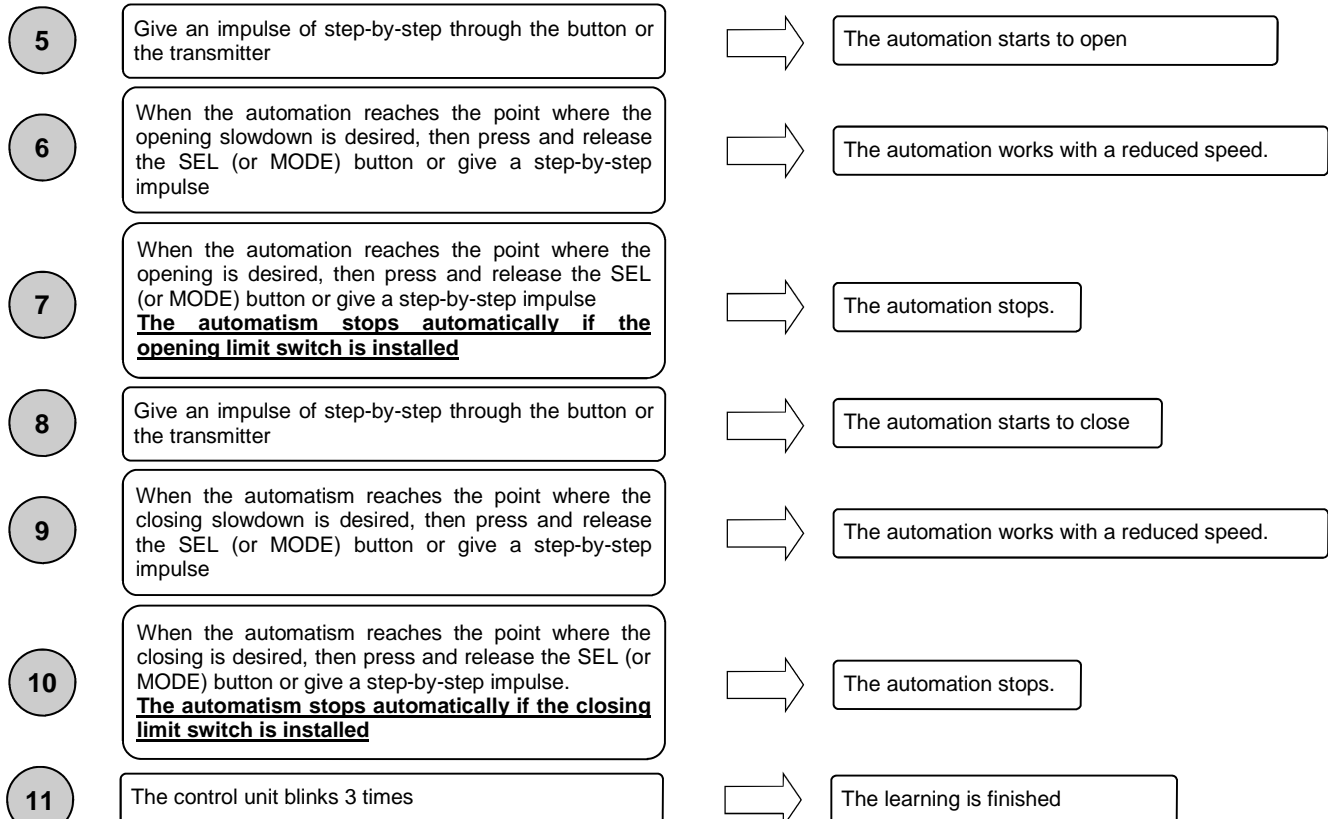 5
Give an impulse of step-by-step through the button or
the transmitter
The automation starts to open
6
When the automation reaches the point where the
opening slowdown is desired, then press and release
the SEL (or MODE) button or give a step-by-step
impulse
The automation works with a reduced speed.
7
When the automation reaches the point where the
opening is desired, then press and release the SEL
(or MODE) button or give a step-by-step impulse
The automatism stops automatically if the
opening limit switch is installed
The automation stops.
8
Give an impulse of step-by-step through the button or
the transmitter
The automation starts to close
9
When the automatism reaches the point where the
closing slowdown is desired, then press and release
the SEL (or MODE) button or give a step-by-step
impulse
The automation works with a reduced speed.
10
When the automatism reaches the point where the
closing is desired, then press and release the SEL (or
MODE) button or give a step-by-step impulse.
The automatism stops automatically if the closing
limit switch is installed
The automation stops.
11
The control unit blinks 3 times
The learning is finished